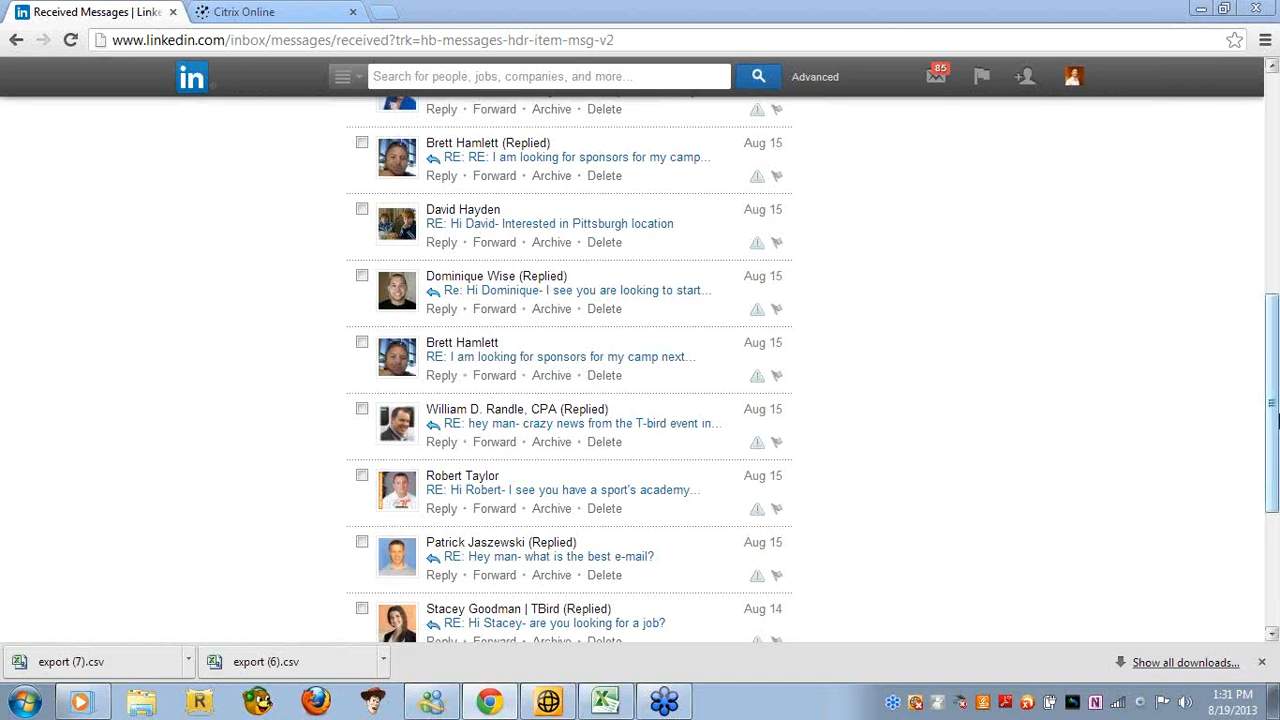 Received Messages | Linke
Citrix Online
www.linkedin.com/inbox/messages/received?trk=hb-messages-hdr-item-msg-v2
in
Search for people, jobs, companies, and more...
Advanced
85
Reply • Forward • Archive • Delete
Brett Hamlett (Replied)
Aug 15
RE: RE: I am looking for sponsors for my camp...
Reply • Forward • Archive • Delete
David Hayden
Aug 15
RE: Hi David- Interested in Pittsburgh location
Reply • Forward • Archive • Delete
Dominique Wise (Replied)
Aug 15
Re: Hi Dominique- I see you are looking to start...
Reply • Forward • Archive • Delete
Brett Hamlett
Aug 15
RE: I am looking for sponsors for my camp next...
Reply • Forward • Archive • Delete
William D. Randle, CPA (Replied)
Aug 15
RE: hey man- crazy news from the T-bird event in...
Reply • Forward • Archive • Delete
Robert Taylor
Aug 15
RE: Hi Robert- I see you have a sport's academy...
Reply • Forward • Archive • Delete
Patrick Jaszewski (Replied)
Aug 15
RE: Hey man- what is the best e-mail?
Reply • Forward • Archive • Delete
Stacey Goodman | TBird (Replied)
Aug 14
RE: Hi Stacey- are you looking for a job?
Reply • Forward • Archive • Delete
export (7).csv
export (6).csv
Show all downloads...
1:31 PM
8/19/2013